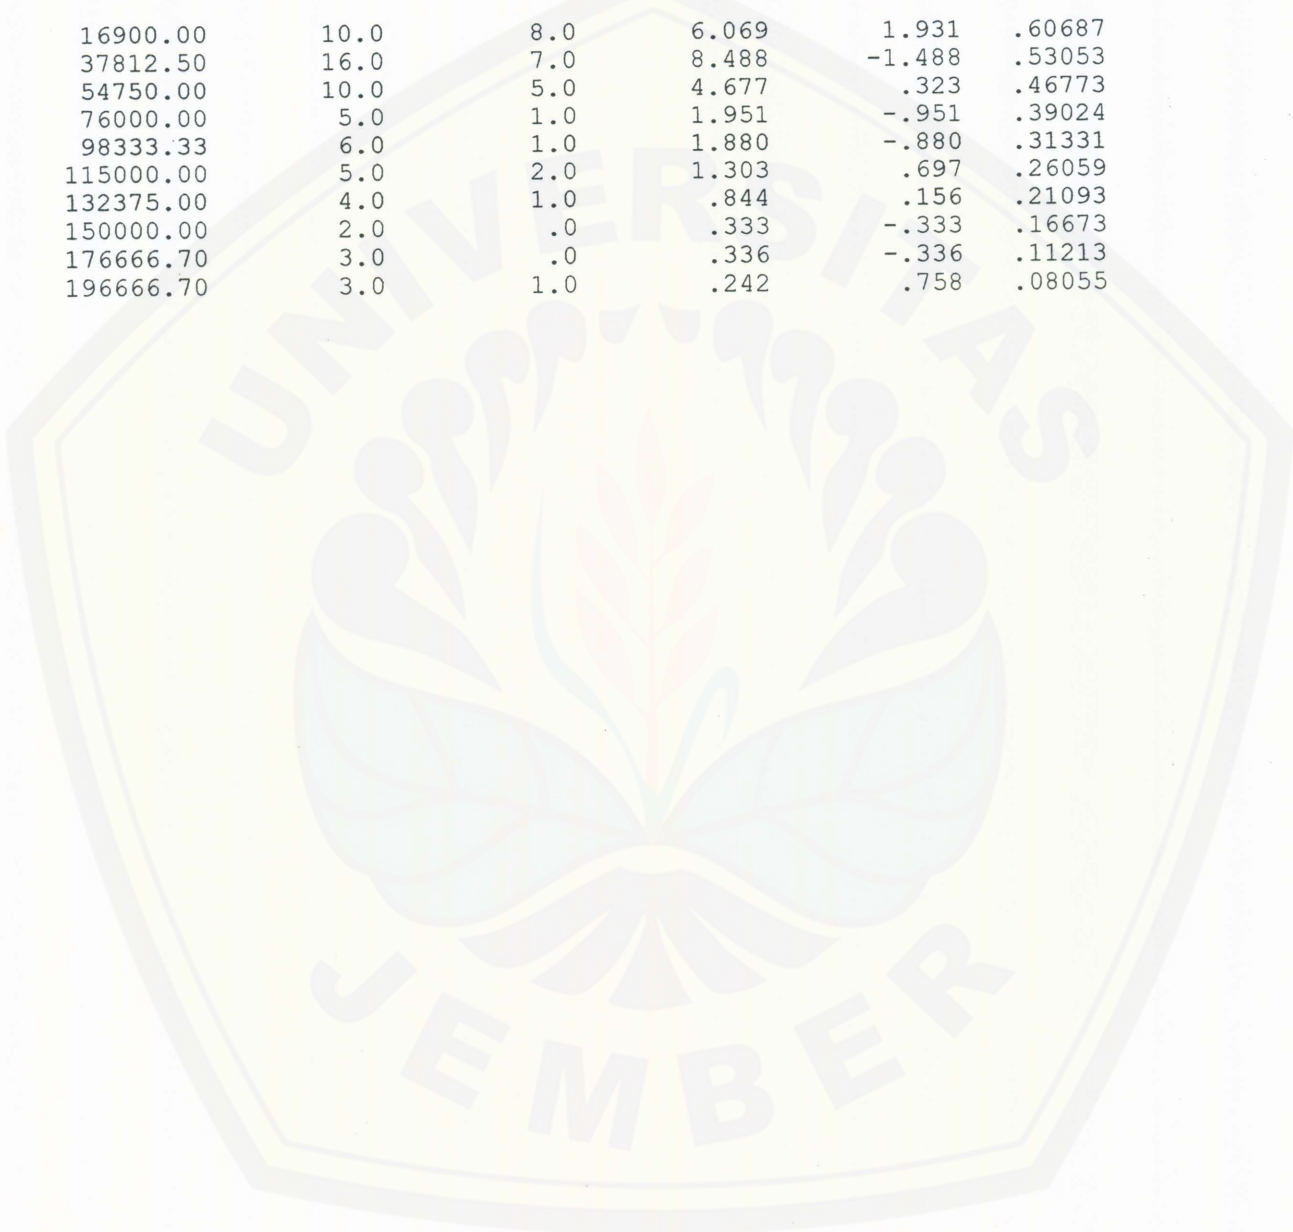 16900.00 10.0 8.0 6.069 1.931 .60687
37812.50 16.0 7.0 8.488 -1.488 .53053
54750.00 10.0 5.0 4.677 .323 .46773
76000.00 5.0 1.0 1.951 -.951 .39024
98333.33 6.0 1.0 1.880 -.880 .31331
115000.00 5.0 2.0 1.303 .697 .26059
132375.00 4.0 1.0 .844 .156 .21093
150000.00 2.0 .0 .333 -.333 .16673
176666.70 3.0 .0 .336 -.336 .11213
196666.70 3.0 1.0 .242 .758 .08055
UNIVERSITAS
JEMBER